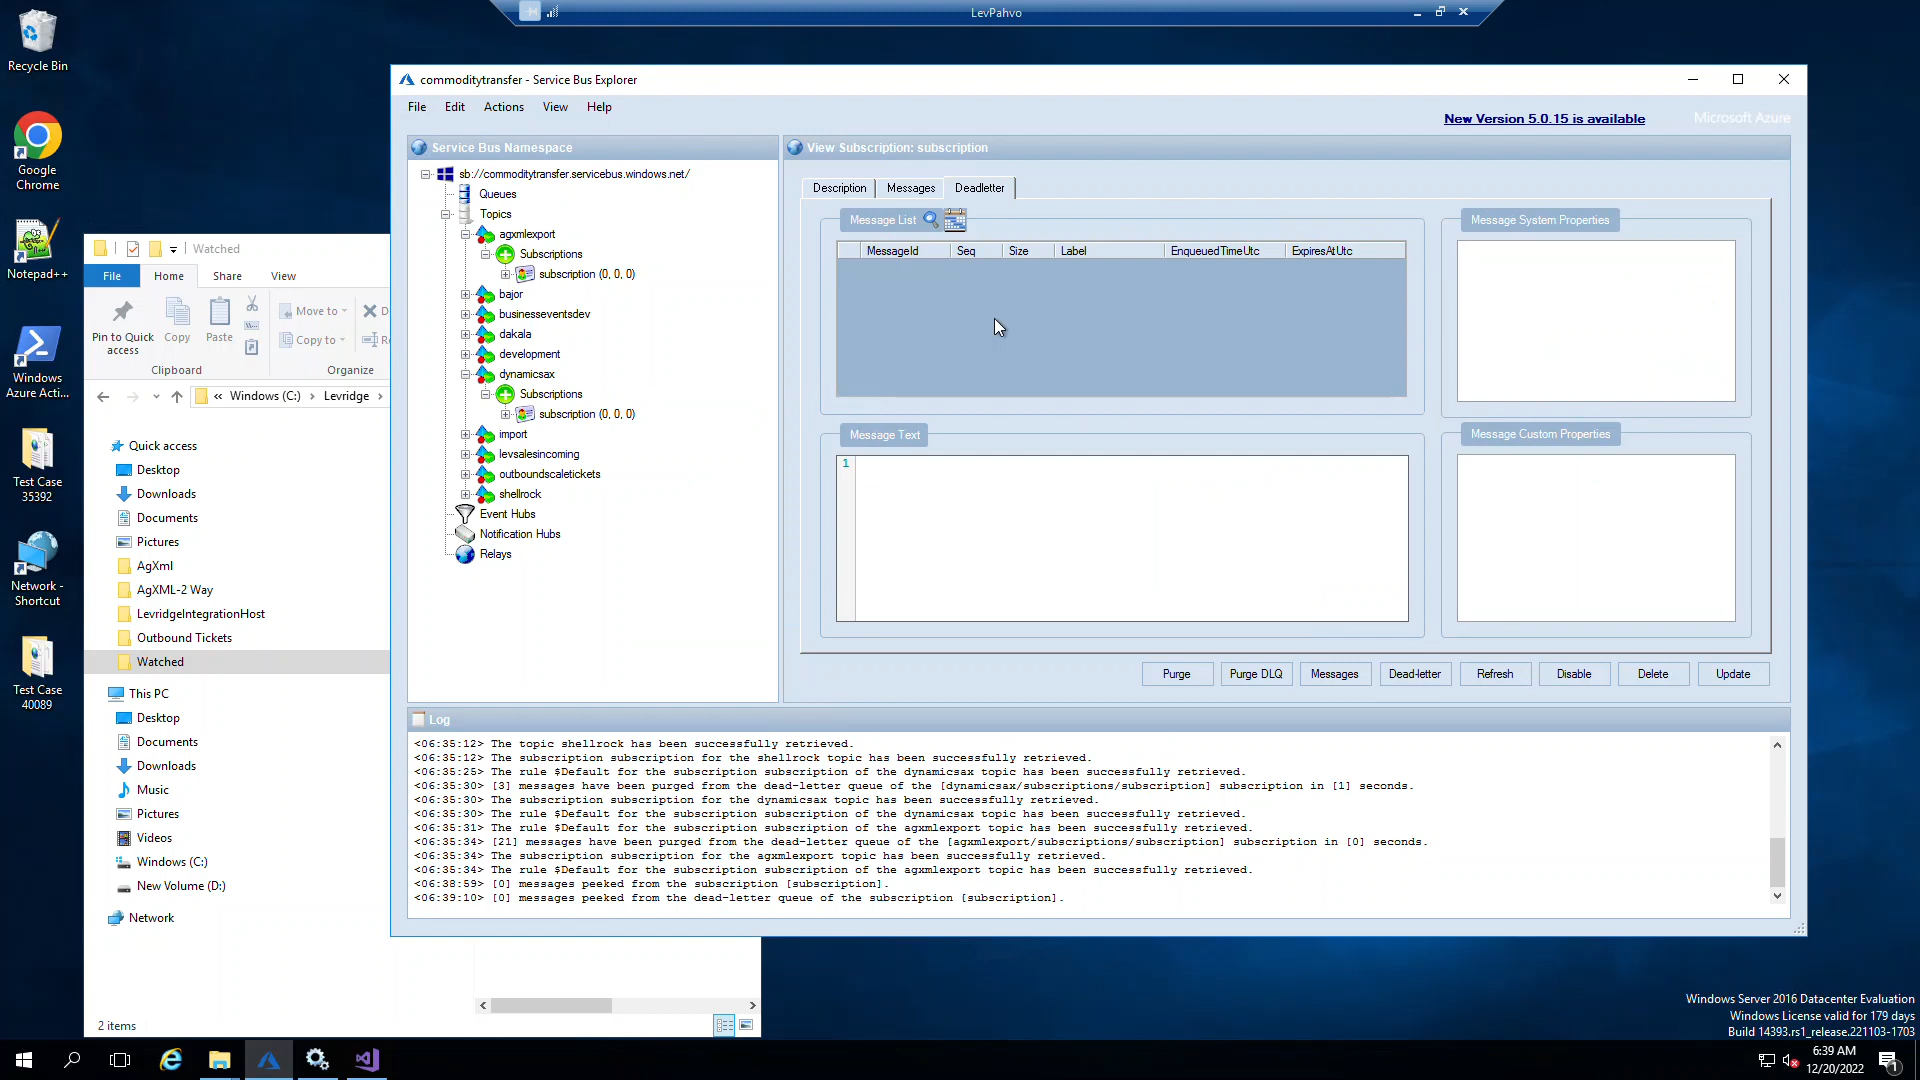 LevPahvo
Recycle Bin
Google
Chrome
Notepad++
Windows
Azure Acti...
Test Case
35392
Network -
Shortcut
Test Case
40089
Watched
File
Home
Share
View
Pin to Quick
access
Copy
Paste
Move to
Copy to
Clipboard
Organize
« Windows (C:) > Levridge >
Quick access
Desktop
Downloads
Documents
Pictures
AgXml
AgXML-2 Way
LevridgeIntegrationHost
Outbound Tickets
Watched
This PC
Desktop
Documents
Downloads
Music
Pictures
Videos
Windows (C:)
New Volume (D:)
Network
2 items
commoditytransfer - Service Bus Explorer
File
Edit
Actions
View
Help
New Version 5.0.15 is available
Microsoft Azure
Service Bus Namespace
sb://commoditytransfer.servicebus.windows.net/
Queues
Topics
agxmlexport
Subscriptions
subscription (0, 0, 0)
bajor
businesseventsdev
dakala
development
dynamicsax
Subscriptions
subscription (0, 0, 0)
import
levsalesincoming
outboundscaletickets
shellrock
Event Hubs
Notification Hubs
Relays
View Subscription: subscription
Description
Messages
Deadletter
Message List
MessageId
Seq
Size
Label
EnqueuedTimeUtc
ExpiresAtUtc
Message System Properties
Message Text
1
Message Custom Properties
Purge
Purge DLQ
Messages
Dead-letter
Refresh
Disable
Delete
Update
Log
<06:35:12> The topic shellrock has been successfully retrieved.
<06:35:12> The subscription subscription for the shellrock topic has been successfully retrieved.
<06:35:25> The rule $Default for the subscription subscription of the dynamicsax topic has been successfully retrieved.
<06:35:30> [3] messages have been purged from the dead-letter queue of the [dynamicsax/subscriptions/subscription] subscription in [1] seconds.
<06:35:30> The subscription subscription for the dynamicsax topic has been successfully retrieved.
<06:35:30> The rule $Default for the subscription subscription of the dynamicsax topic has been successfully retrieved.
<06:35:31> The rule $Default for the subscription subscription of the agxmlexport topic has been successfully retrieved.
<06:35:34> [21] messages have been purged from the dead-letter queue of the [agxmlexport/subscriptions/subscription] subscription in [0] seconds.
<06:35:34> The subscription subscription for the agxmlexport topic has been successfully retrieved.
<06:35:34> The rule $Default for the subscription subscription of the agxmlexport topic has been successfully retrieved.
<06:38:59> [0] messages peeked from the subscription [subscription].
<06:39:10> [0] messages peeked from the dead-letter queue of the subscription [subscription].
Windows Server 2016 Datacenter Evaluation
Windows License valid for 179 days
Build 14393.rs1_release.221103-1703
6:39 AM
12/20/2022
1